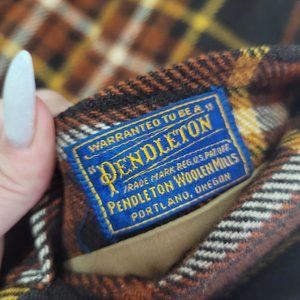 WARRANTED TO BE A
"PENDLETON"
TRADE MARK REG. U.S. PAT. OFF.
PENDLETON WOOLEN MILLS
PORTLAND, OREGON